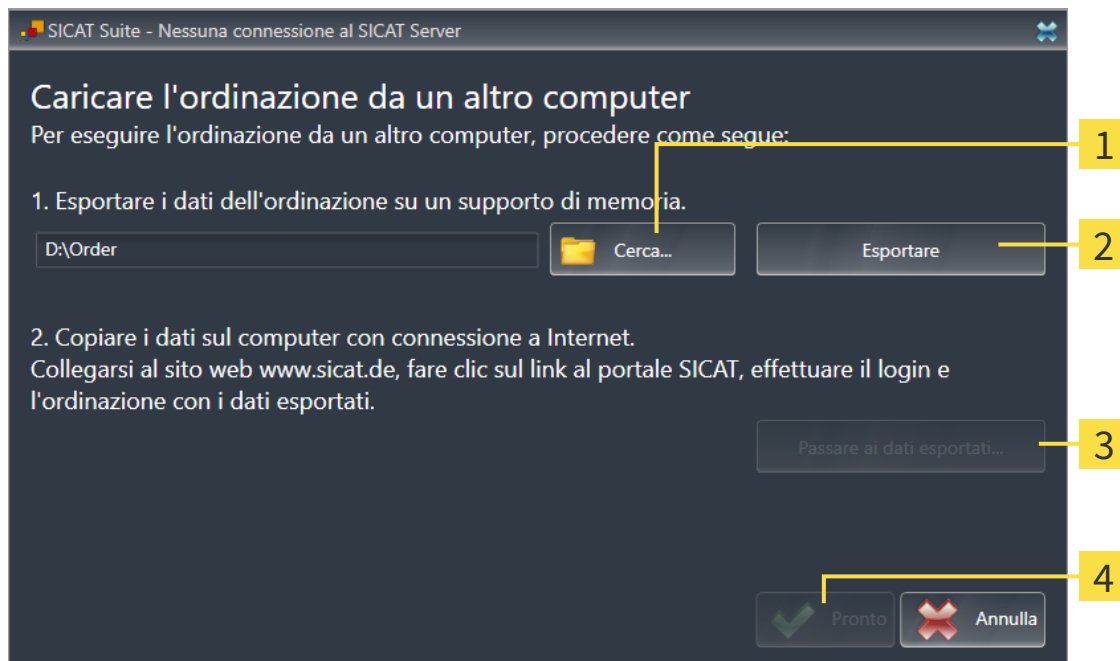 SICAT Suite - Nessuna connessione al SICAT Server
Caricare l'ordinazione da un altro computer
Per eseguire l'ordinazione da un altro computer, procedere come segue:
1
1. Esportare i dati dell'ordinazione su un supporto di memoria.
D:\Order
Cerca...
Esportare
2
2. Copiare i dati sul computer con connessione a Internet.
Collegarsi al sito web www.sicat.de, fare clic sul link al portale SICAT, effettuare il login e
l'ordinazione con i dati esportati.
Passare ai dati esportati...
3
4
Pronto
Annulla